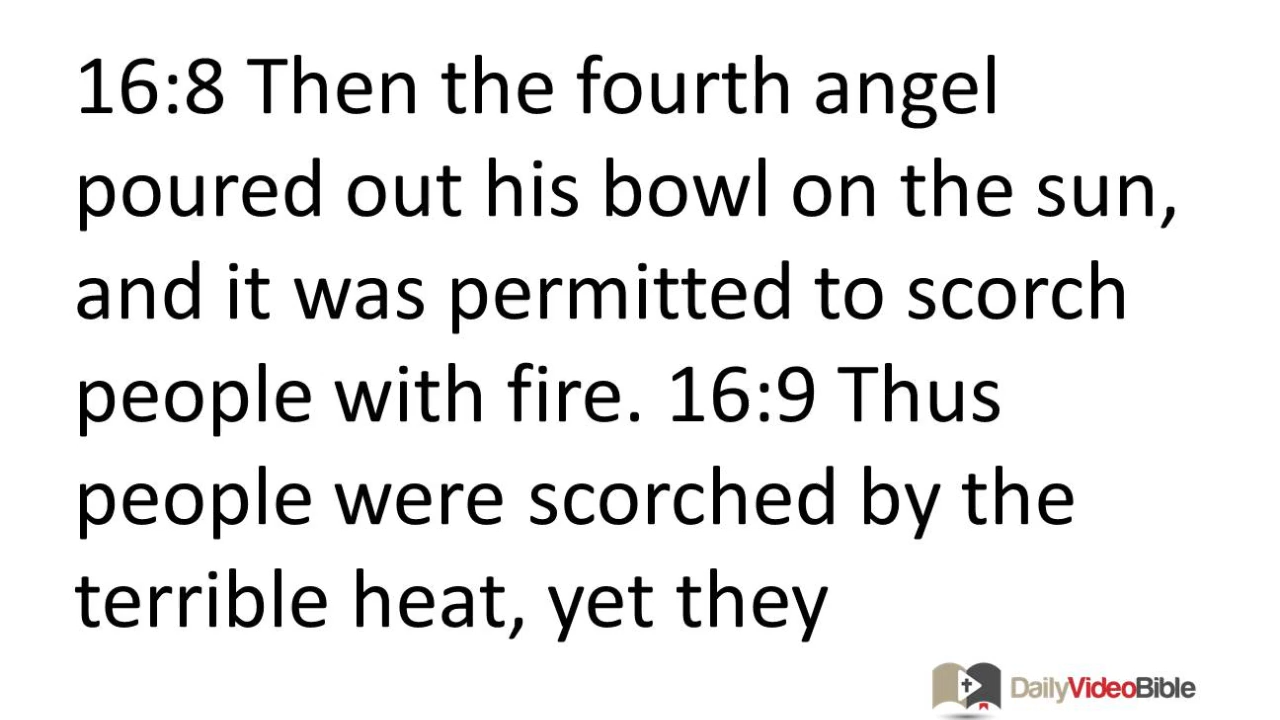 16:8 Then the fourth angel
poured out his bowl on the sun,
and it was permitted to scorch
people with fire. 16:9 Thus
people were scorched by the
terrible heat, yet they
DailyVideoBible